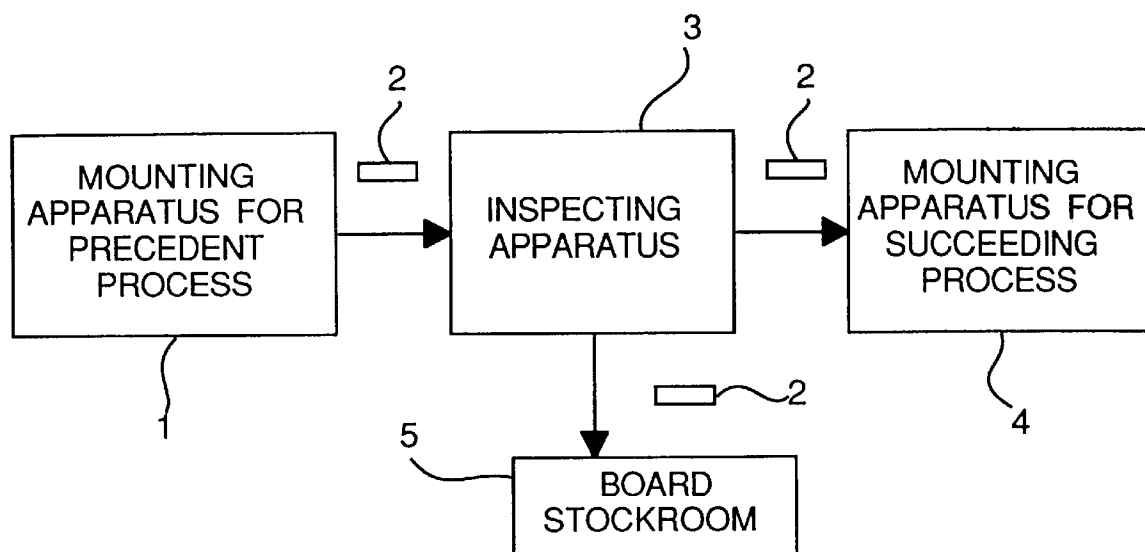 3
2
2
MOUNTING
APPARATUS FOR
PRECEDENT
PROCESS
INSPECTING
APPARATUS
MOUNTING
APPARATUS FOR
SUCCEEDING
PROCESS
1
2
4
5
BOARD
STOCKROOM